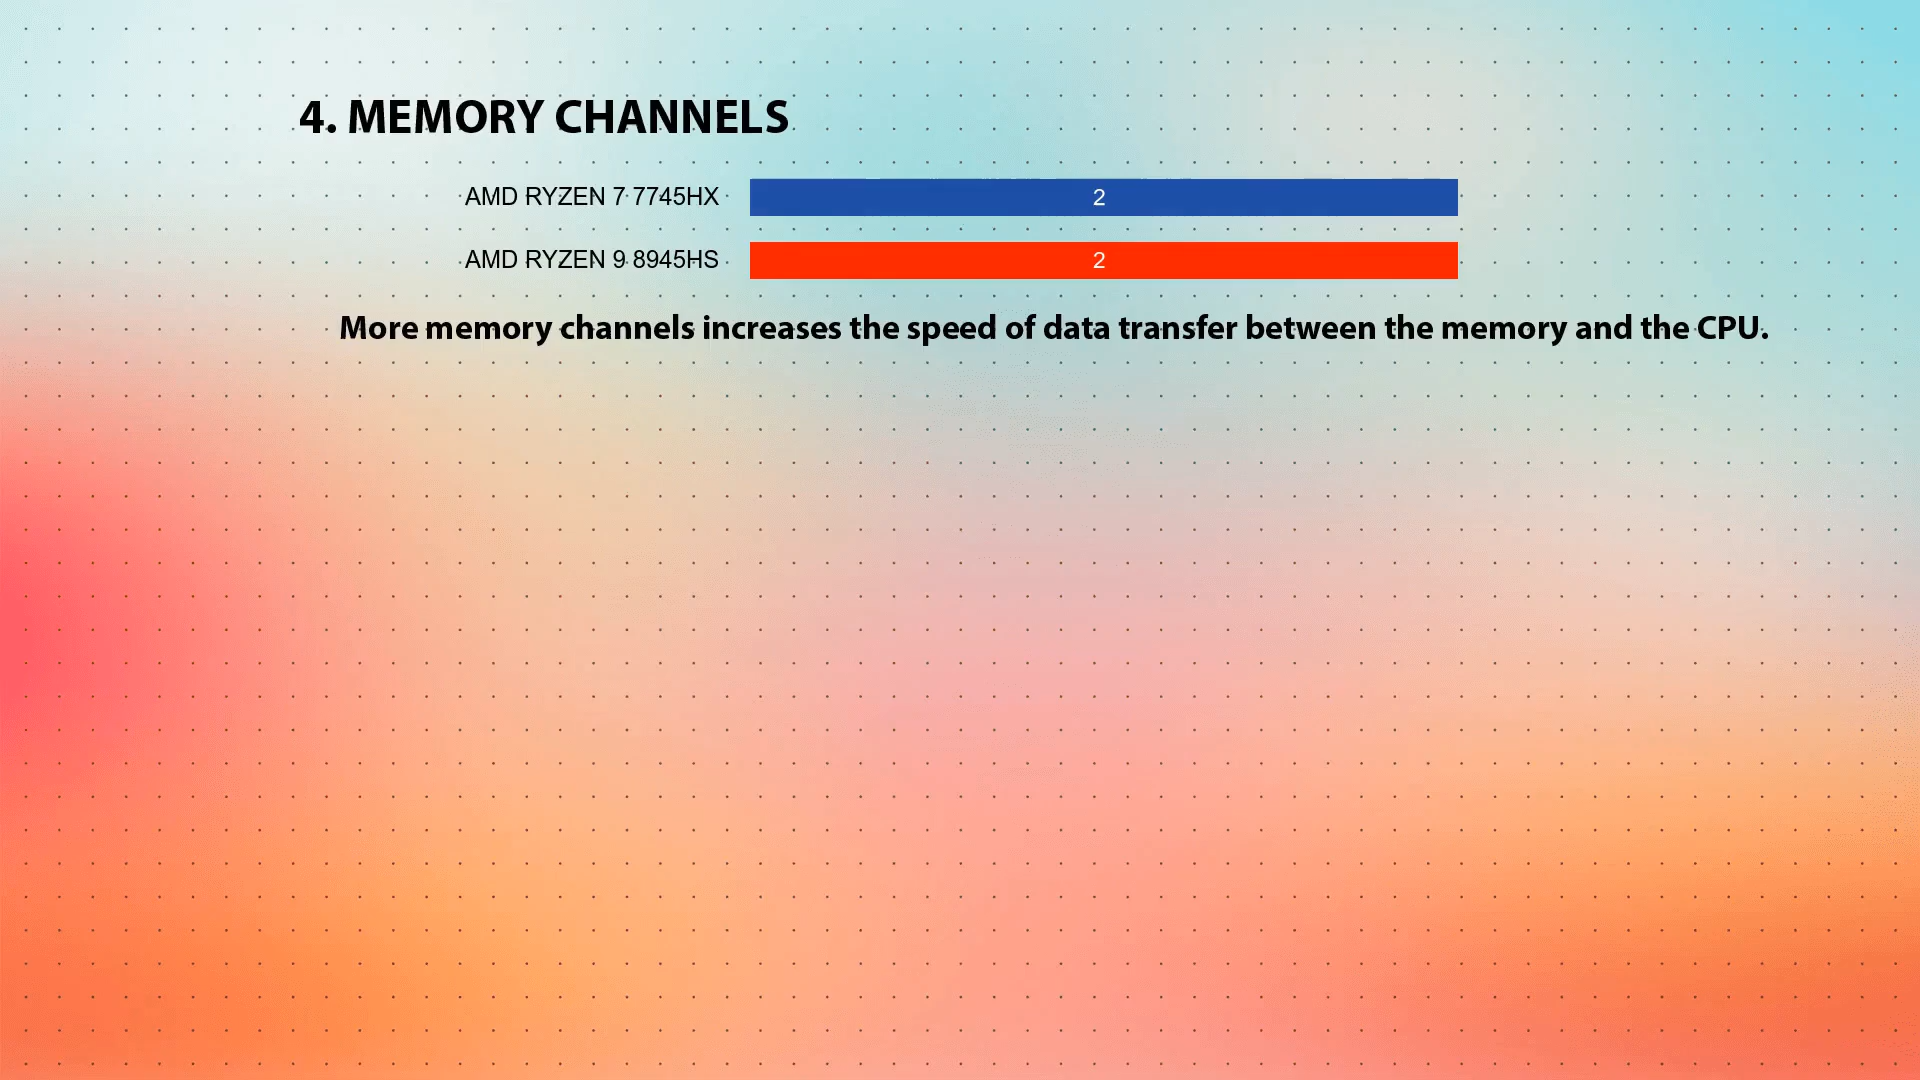 4. MEMORY CHANNELS
AMD RYZEN 7 7745HX 2
AMD RYZEN 9 8945HS 2
More memory channels increases the speed of data transfer between the memory and the CPU.